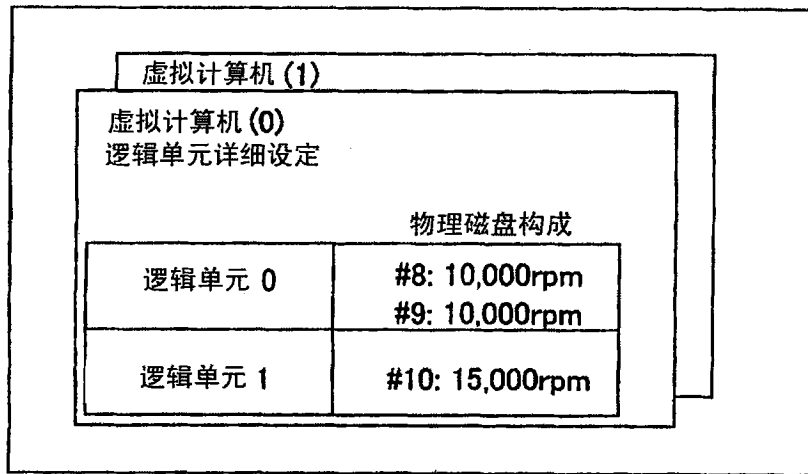 虚拟计算机(1)
虚拟计算机(0)
逻辑单元详细设定
物理磁盘构成
逻辑单元 0
#8: 10,000rpm
#9: 10,000rpm
逻辑单元 1
#10: 15,000rpm